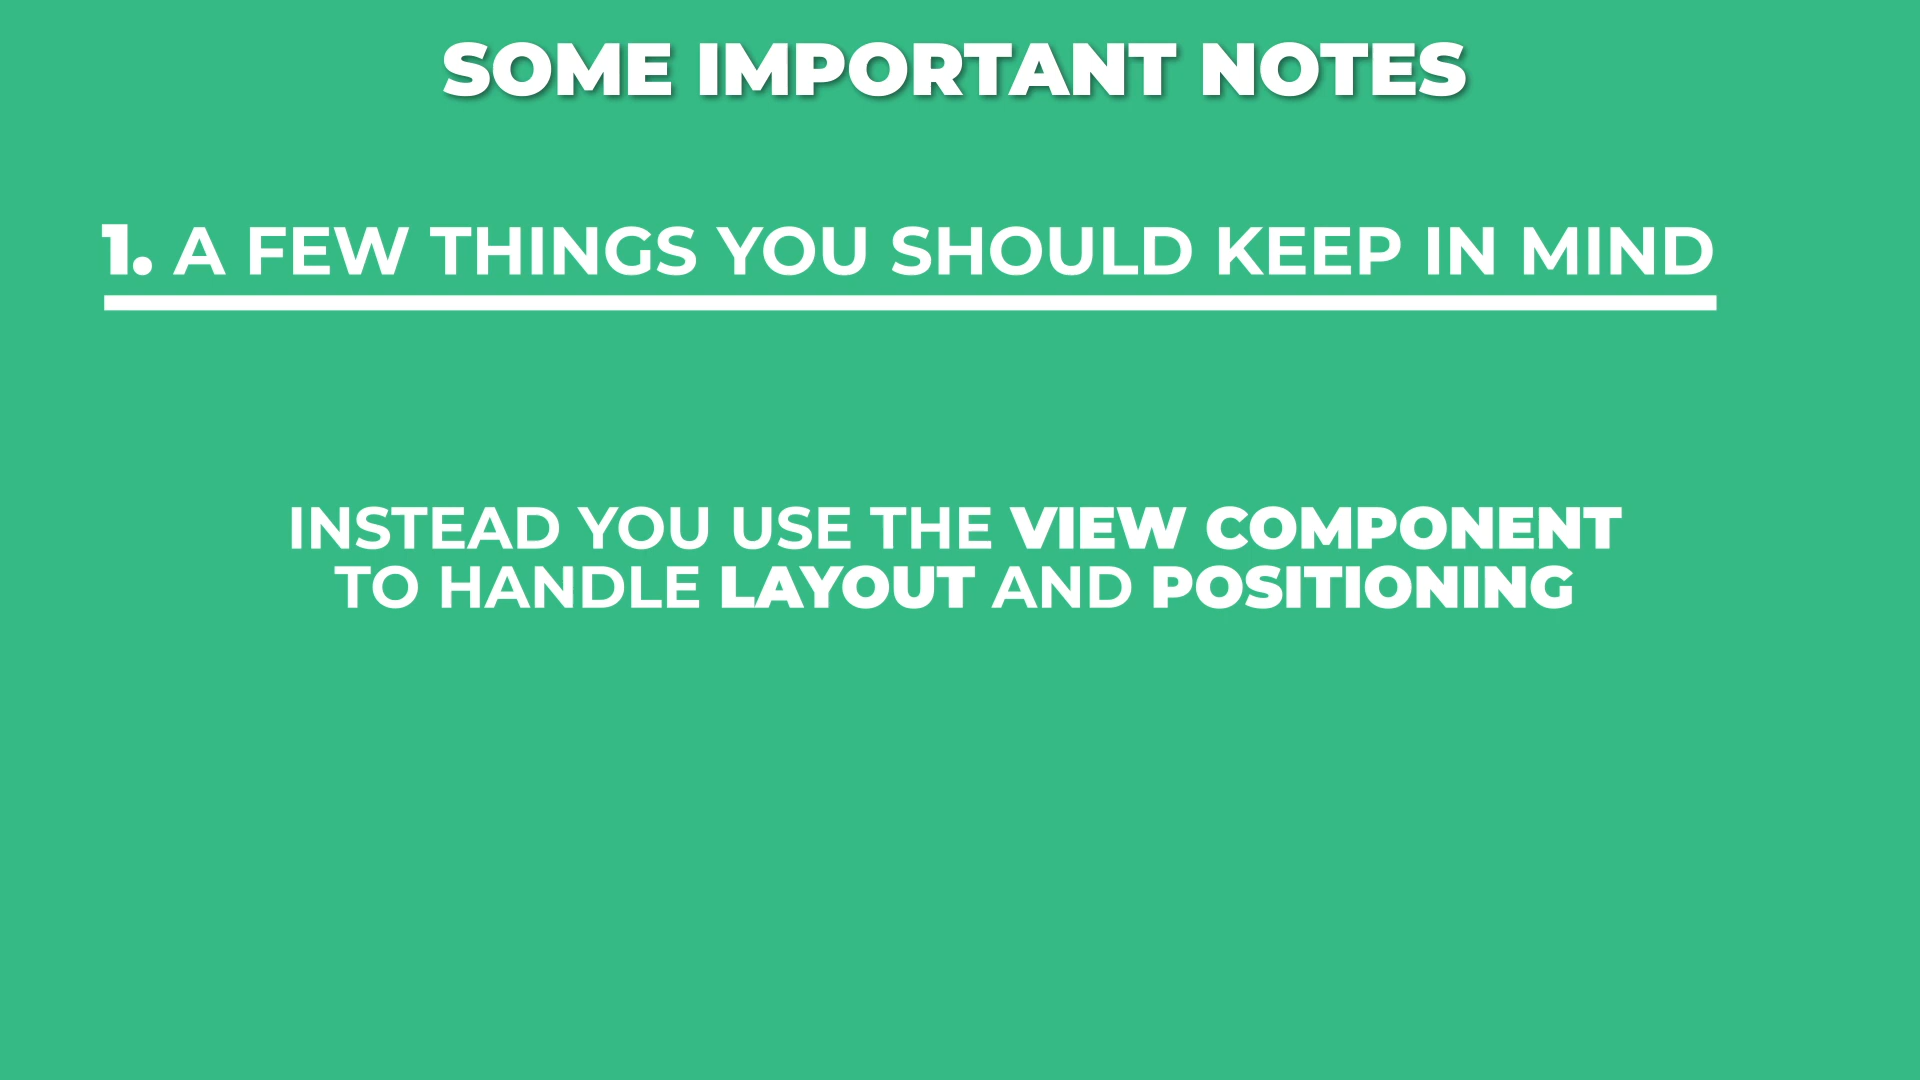 SOME IMPORTANT NOTES
1. A FEW THINGS YOU SHOULD KEEP IN MIND
INSTEAD YOU USE THE VIEW COMPONENT
TO HANDLE LAYOUT AND POSITIONING